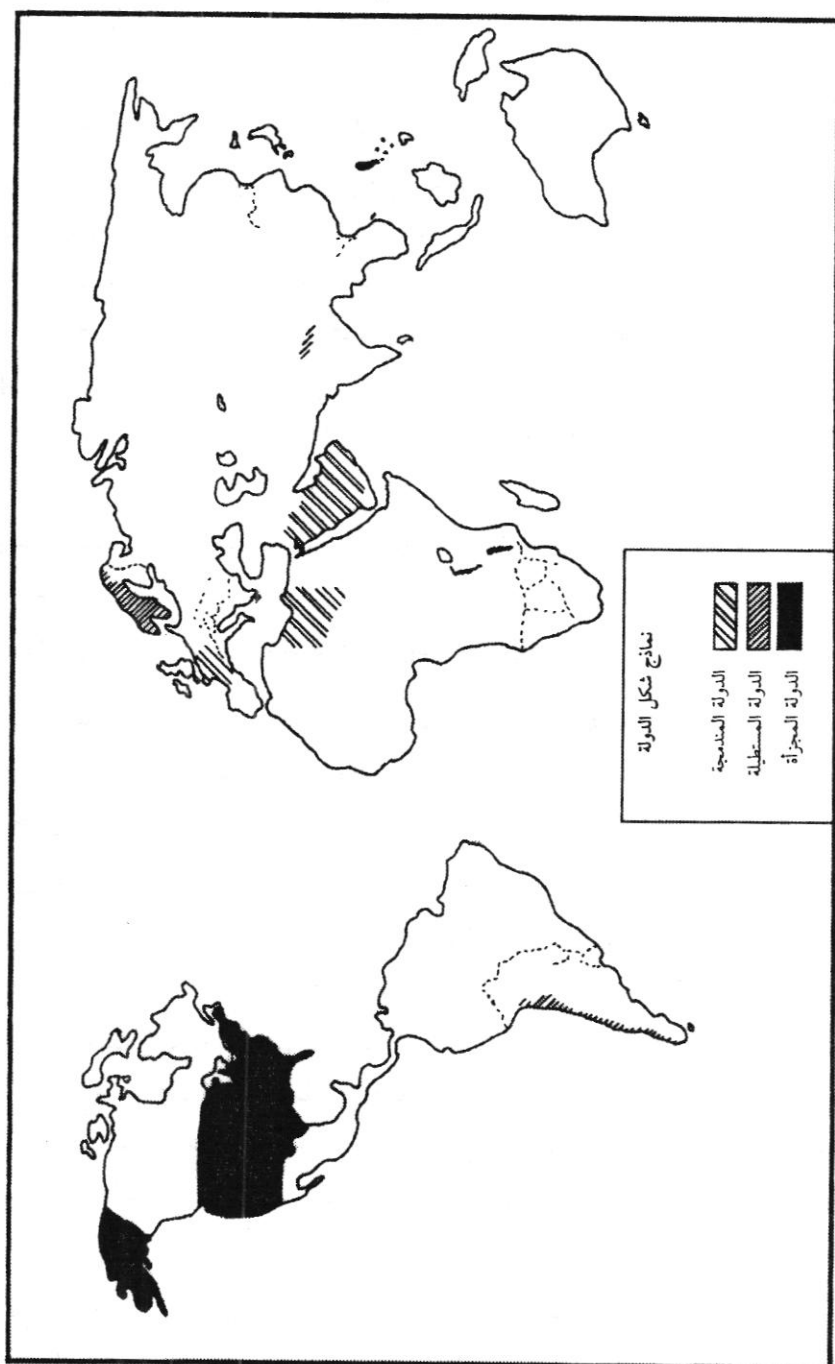 نماذج شكل الدولة
الدولة المندمجة
الدولة المستطيلة
الدولة المجزأة